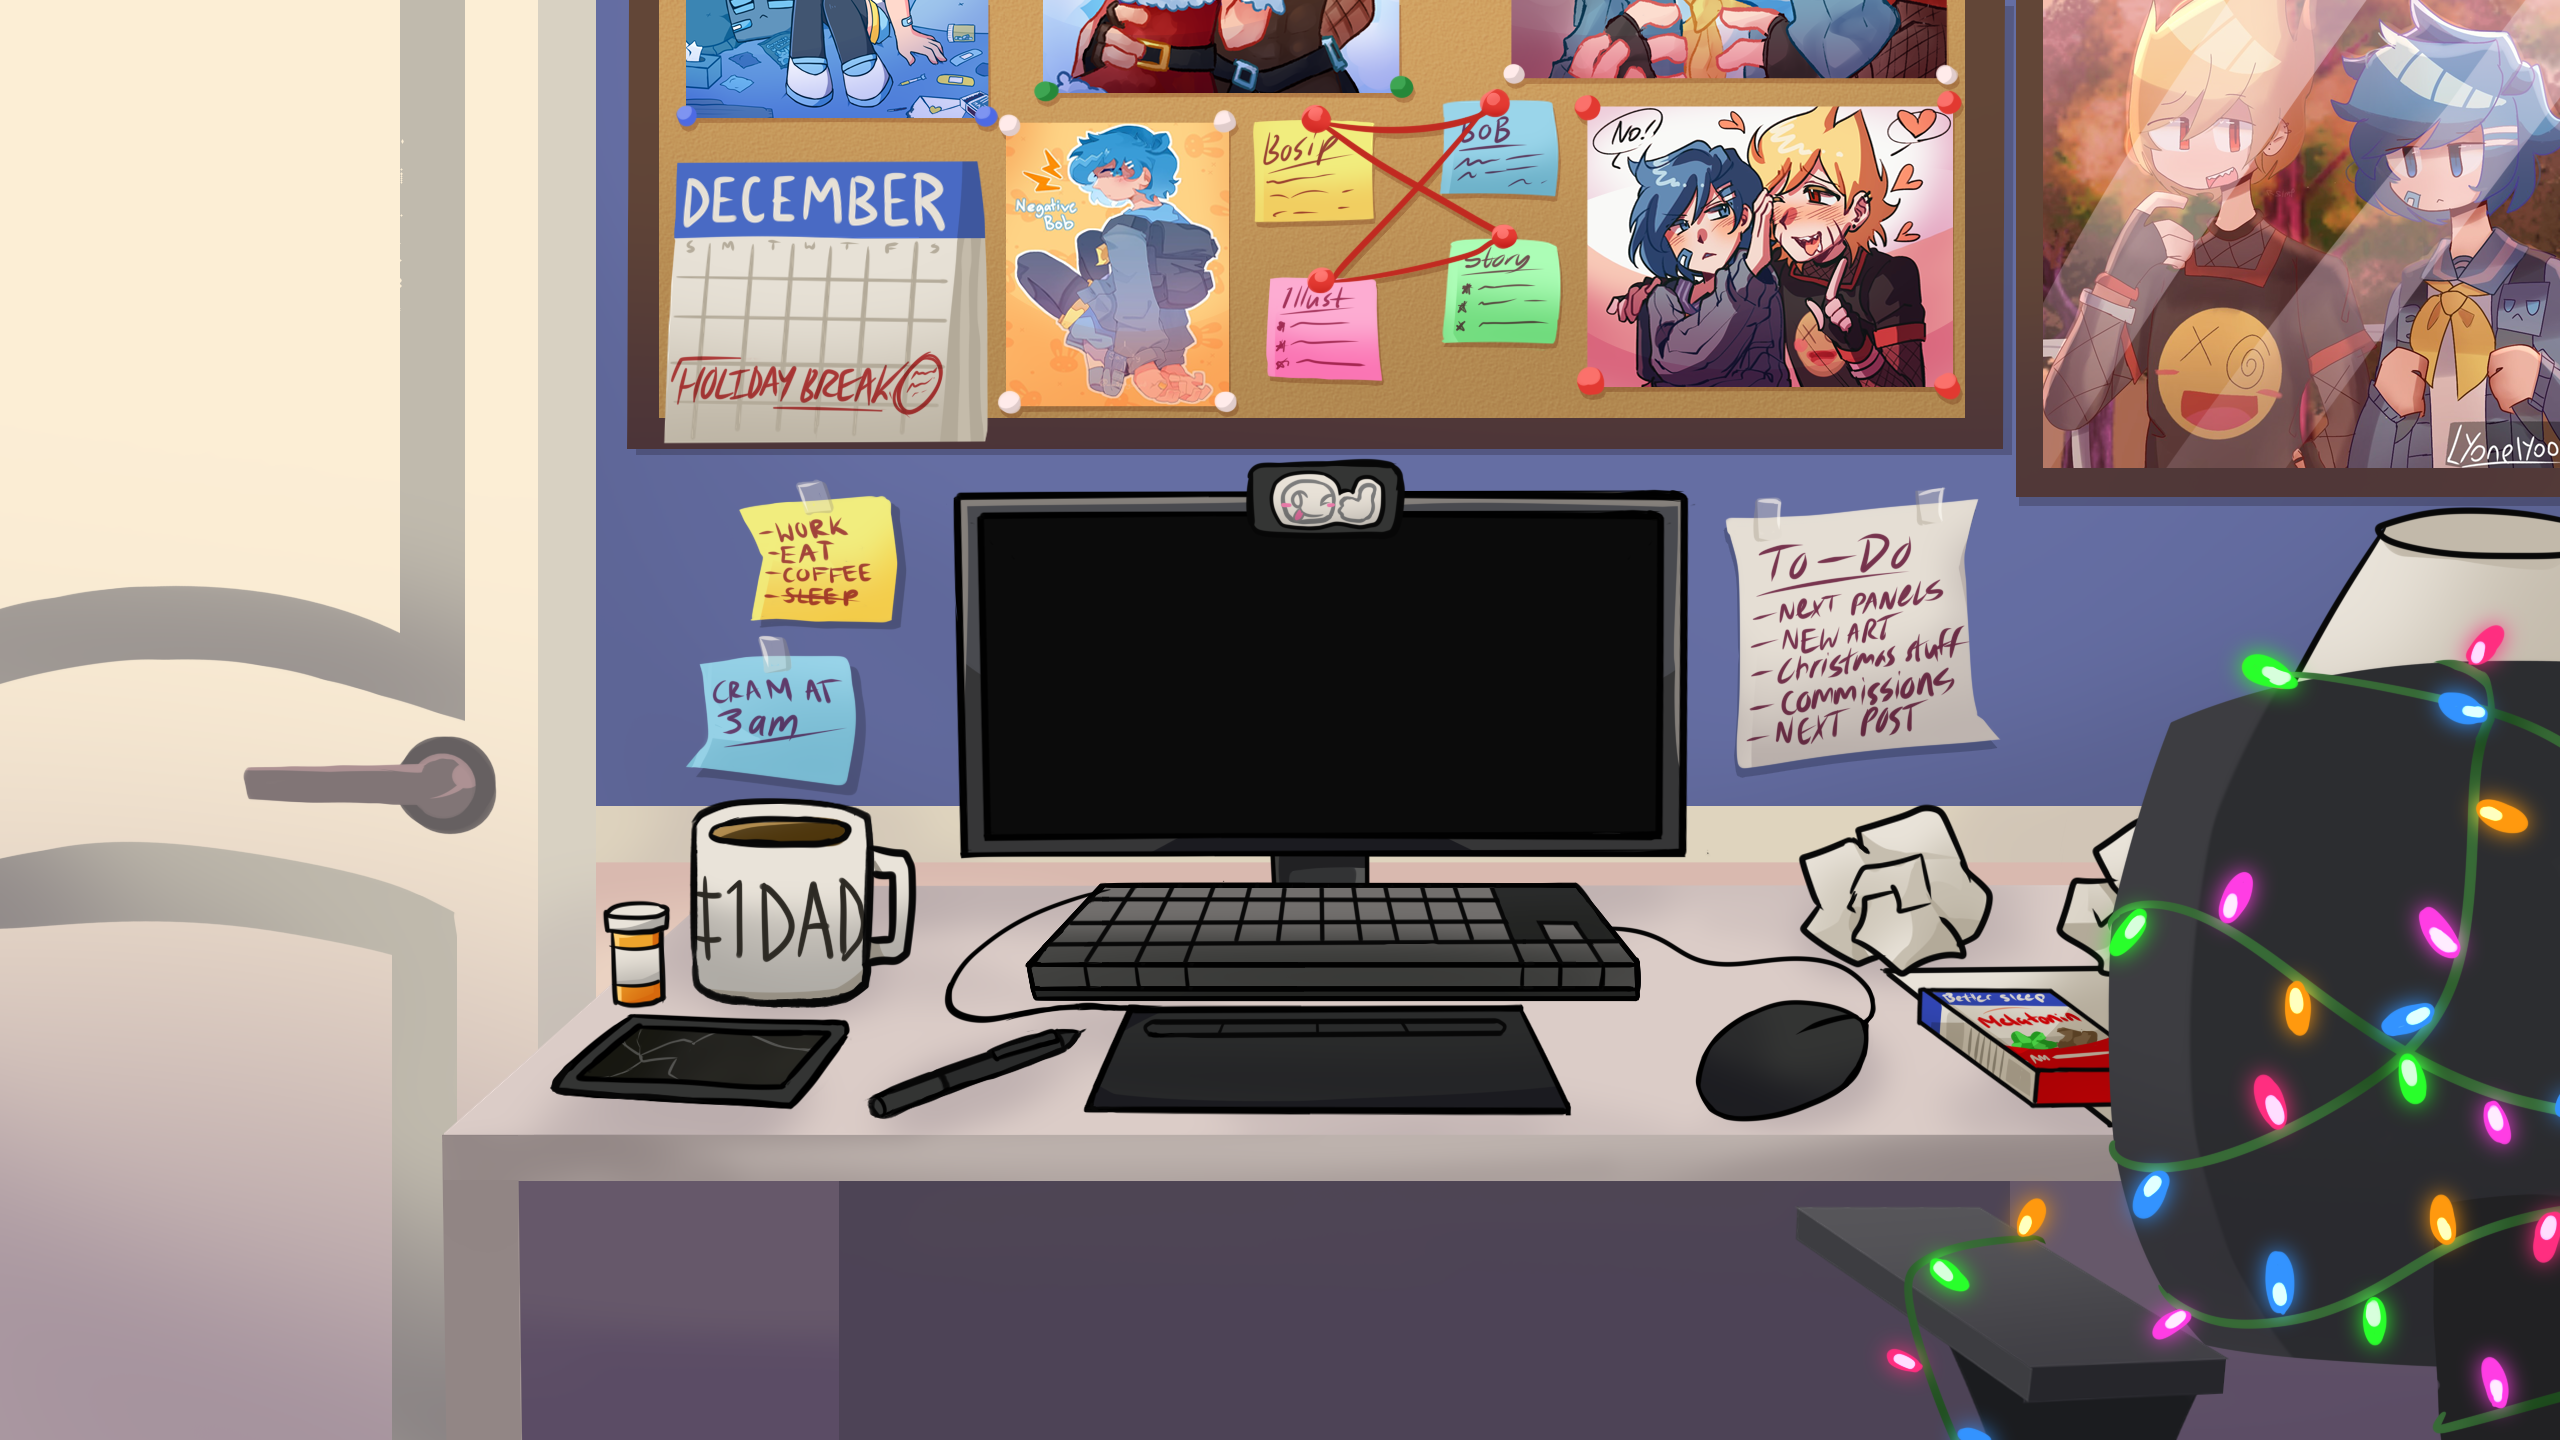 DECEMBER
S M T W T F S
HOLIDAY BREAK
Negative
Bob
Bosip
BOB
Illust
Story
No!!
LYonelYoo
-WORK
-EAT
-COFFEE
-SLEEP
CRAM AT
3am
To-Do
-NEXT PANELS
-NEW ART
-Christmas stuff
-COMMISSIONS
-NEXT POST
#1DAD
Better sleep
Melatonin